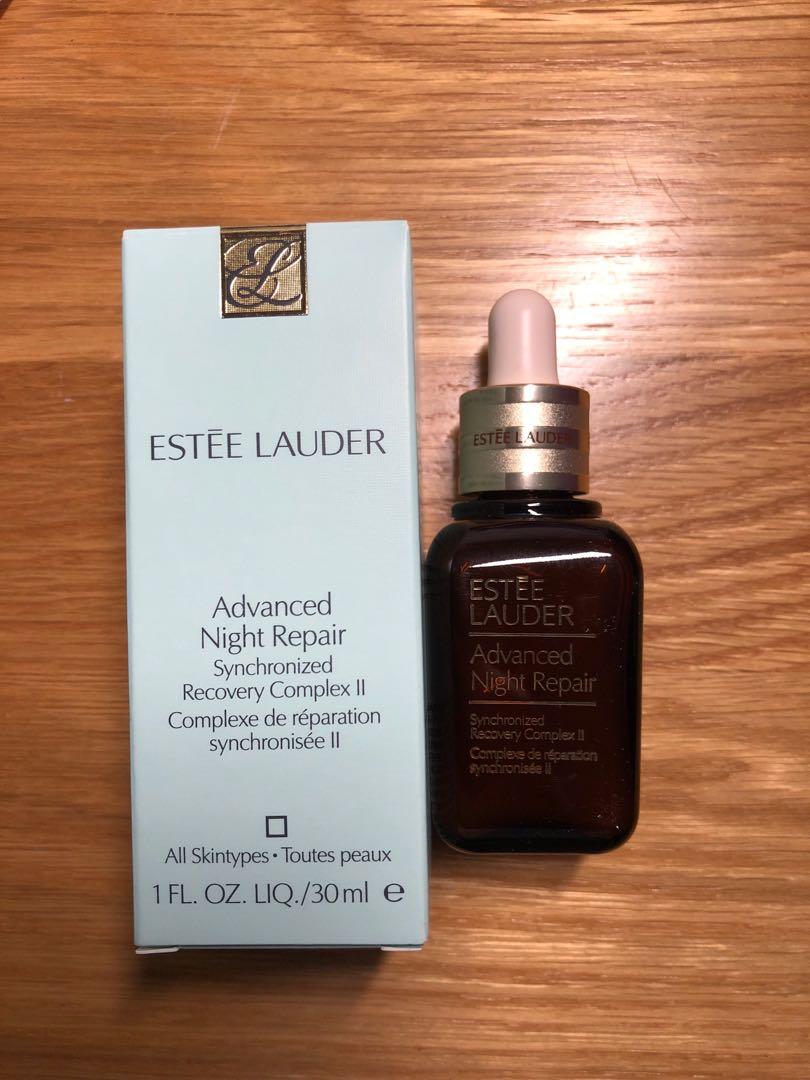 EL
ESTĒE LAUDER
Advanced
Night Repair
Synchronized
Recovery Complex II
Complexe de réparation
synchronisée II
All Skintypes • Toutes peaux
1 FL. OZ. LIQ./30 ml ℮
ESTĒE LAUDER
ESTĒE
LAUDER
Advanced
Night Repair
Synchronized
Recovery Complex II
Complexe de réparation
synchronisée II